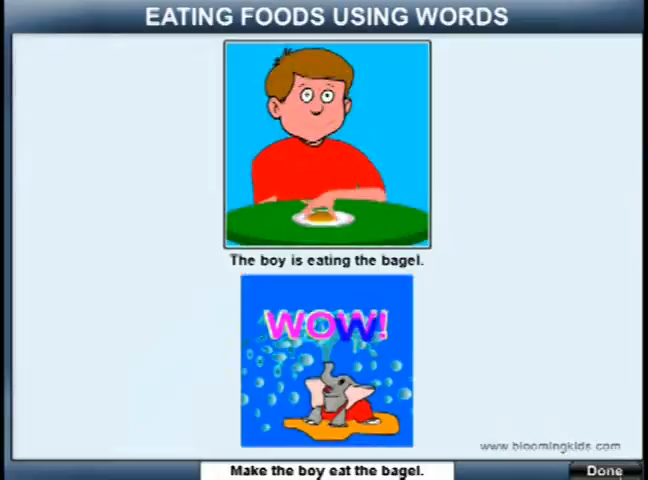 EATING FOODS USING WORDS
The boy is eating the bagel.
WOW!
www.bloomingkids.com
Make the boy eat the bagel.
Done